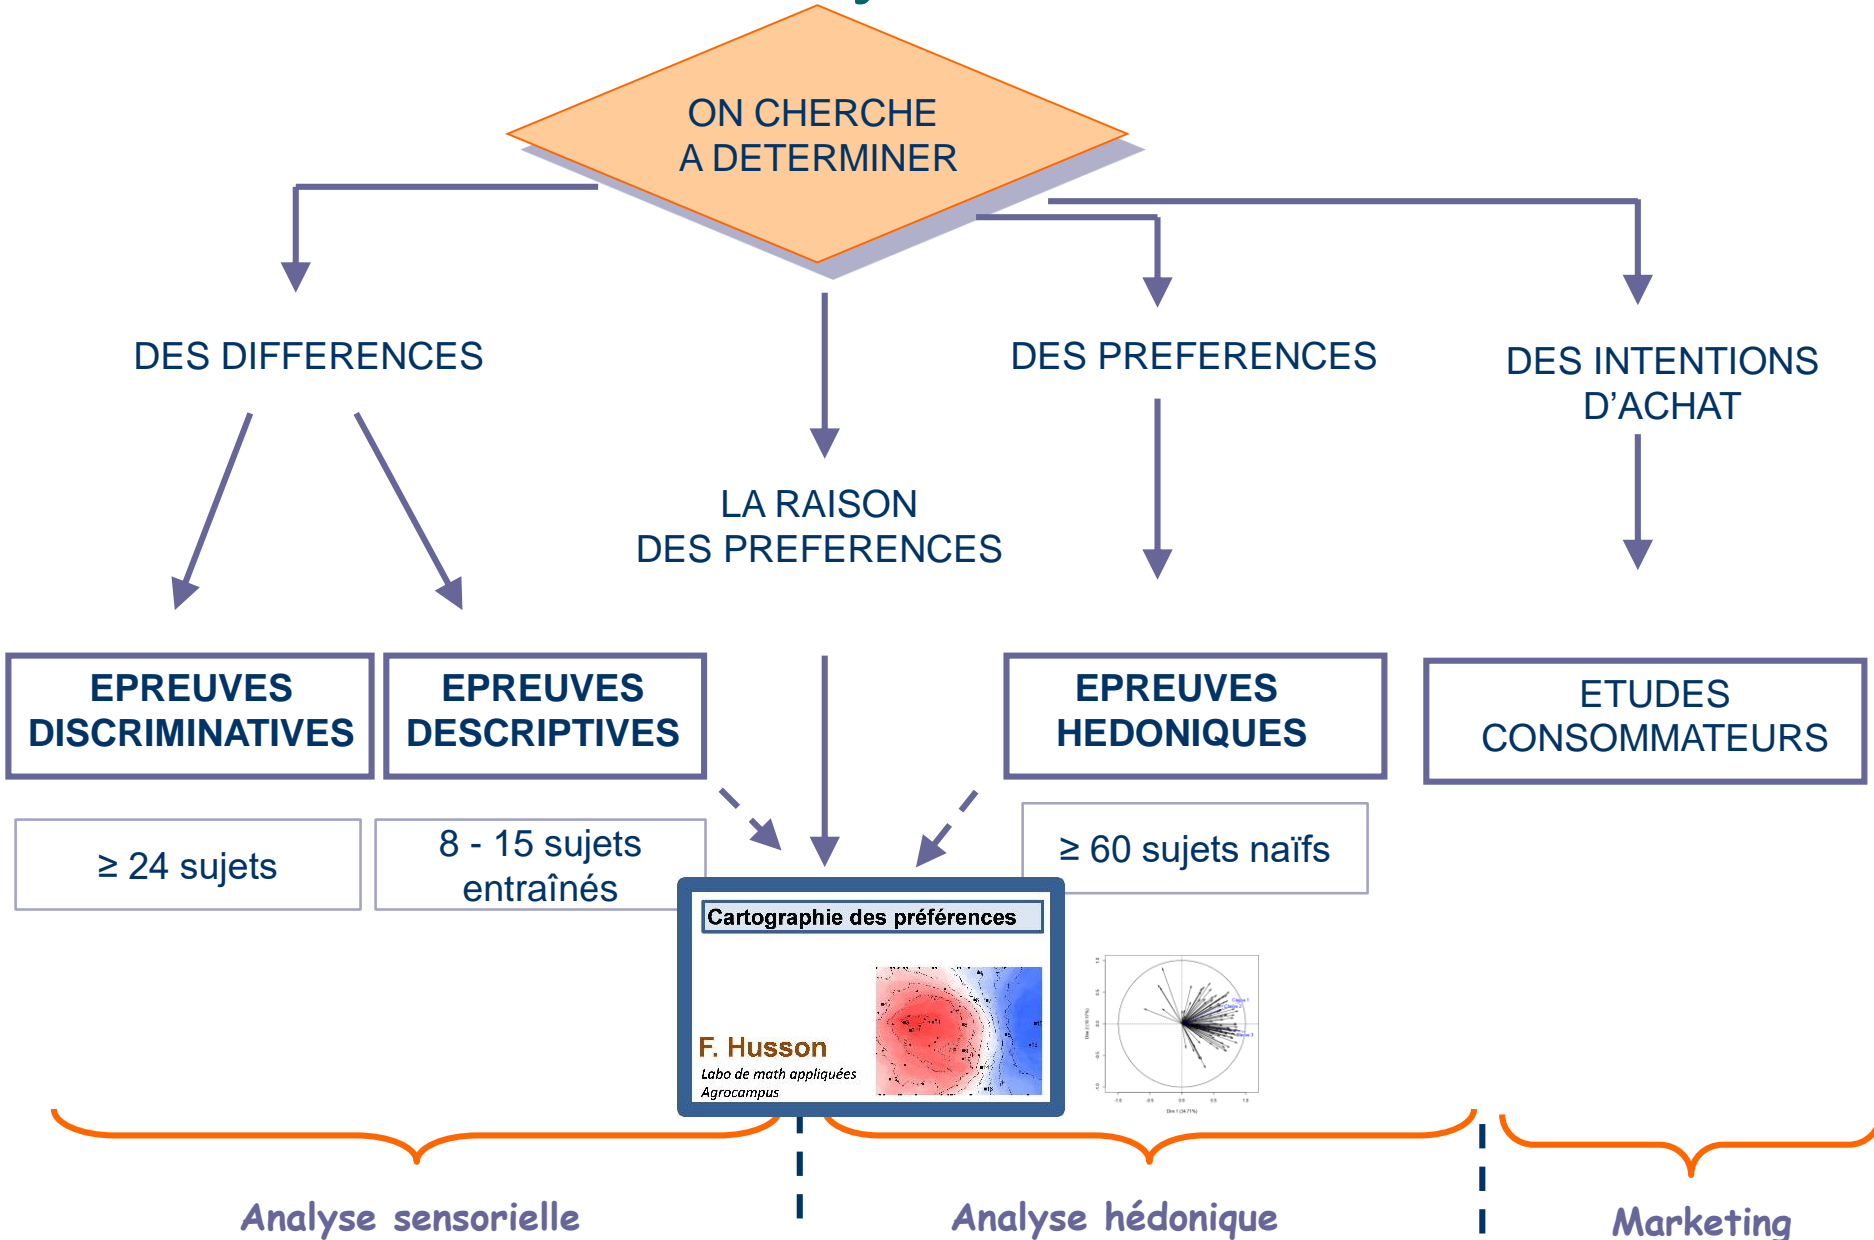 ON CHERCHE
A DETERMINER
DES DIFFERENCES
DES PREFERENCES
DES INTENTIONS
D’ACHAT
LA RAISON
DES PREFERENCES
EPREUVES
DISCRIMINATIVES
EPREUVES
DESCRIPTIVES
EPREUVES
HEDONIQUES
ETUDES
CONSOMMATEURS
≥ 24 sujets
8 - 15 sujets
entraînés
≥ 60 sujets naïfs
Cartographie des préférences
F. Husson
Labo de math appliquées
Agrocampus
Analyse sensorielle
Analyse hédonique
Marketing